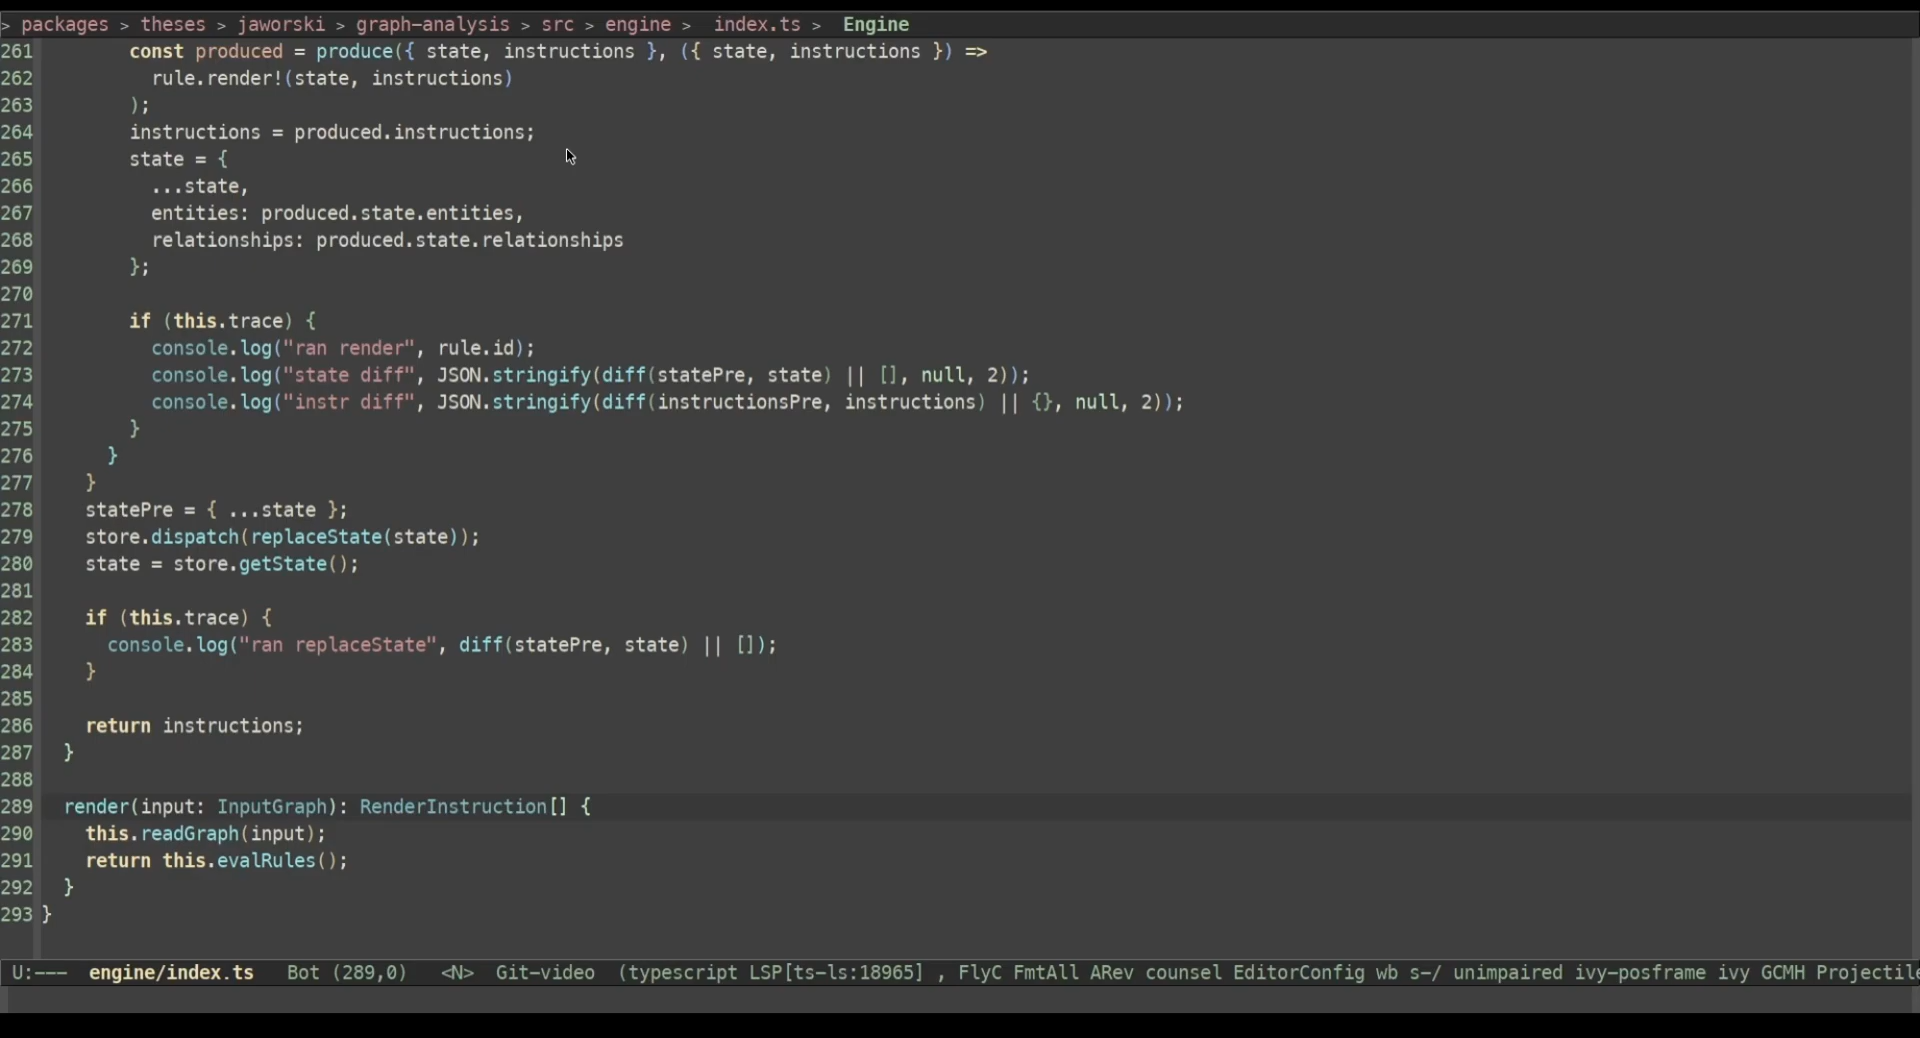 > packages > theses > jaworski > graph-analysis > src > engine > index.ts > Engine
261         const produced = produce({ state, instructions }, ({ state, instructions }) =>
262           rule.render!(state, instructions)
263         );
264         instructions = produced.instructions;
265         state = {
266           ...state,
267           entities: produced.state.entities,
268           relationships: produced.state.relationships
269         };
270
271         if (this.trace) {
272           console.log("ran render", rule.id);
273           console.log("state diff", JSON.stringify(diff(statePre, state) || [], null, 2));
274           console.log("instr diff", JSON.stringify(diff(instructionsPre, instructions) || {}, null, 2));
275         }
276       }
277     }
278     statePre = { ...state };
279     store.dispatch(replaceState(state));
280     state = store.getState();
281
282     if (this.trace) {
283       console.log("ran replaceState", diff(statePre, state) || []);
284     }
285
286     return instructions;
287   }
288
289   render(input: InputGraph): RenderInstruction[] {
290     this.readGraph(input);
291     return this.evalRules();
292   }
293 }
U:---  engine/index.ts   Bot (289,0)   <N>  Git-video  (typescript LSP[ts-ls:18965] , FlyC FmtAll ARev counsel EditorConfig wb s-/ unimpaired ivy-posframe ivy GCMH Projectile